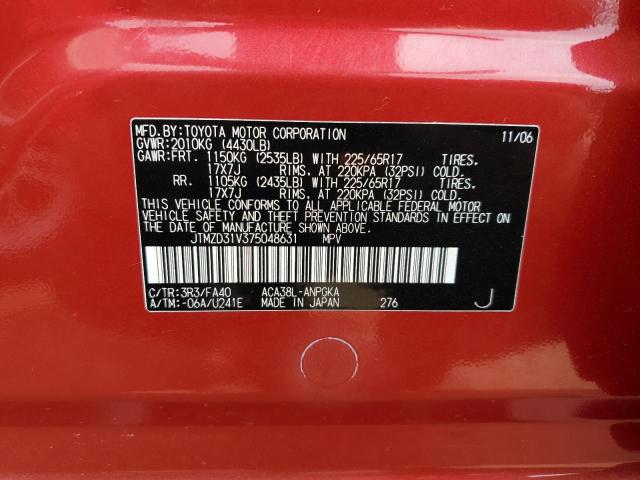 MFD.BY:TOYOTA MOTOR CORPORATION 11/06
GVWR:2010KG (4430LB)
GAWR:FRT. 1150KG (2535LB) WITH 225/65R17 TIRES.
17X7J RIMS. AT 220KPA (32PSI) COLD.
RR. 1105KG (2435LB) WITH 225/65R17 TIRES.
17X7J RIMS. AT 220KPA (32PSI) COLD.
THIS VEHICLE CONFORMS TO ALL APPLICABLE FEDERAL MOTOR
VEHICLE SAFETY AND THEFT PREVENTION STANDARDS IN EFFECT ON
THE DATE OF MANUFACTURE SHOWN ABOVE.
JTMZD31V375048631 MPV
C/TR:3R3/FA40 ACA38L-ANPGKA
A/TM:-06A/U241E MADE IN JAPAN 276 J